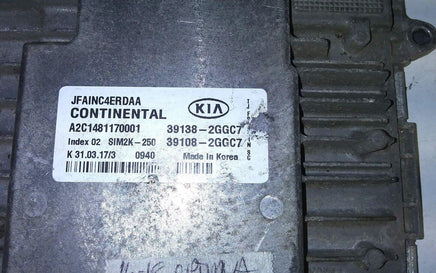 JFAINC4ERDAA
CONTINENTAL
KIA
A2C1481170001 39138-2GGC7
Index 02 SIM2K-250 39108-2GGC7
K 31.03.17/3 0940 Made in Korea